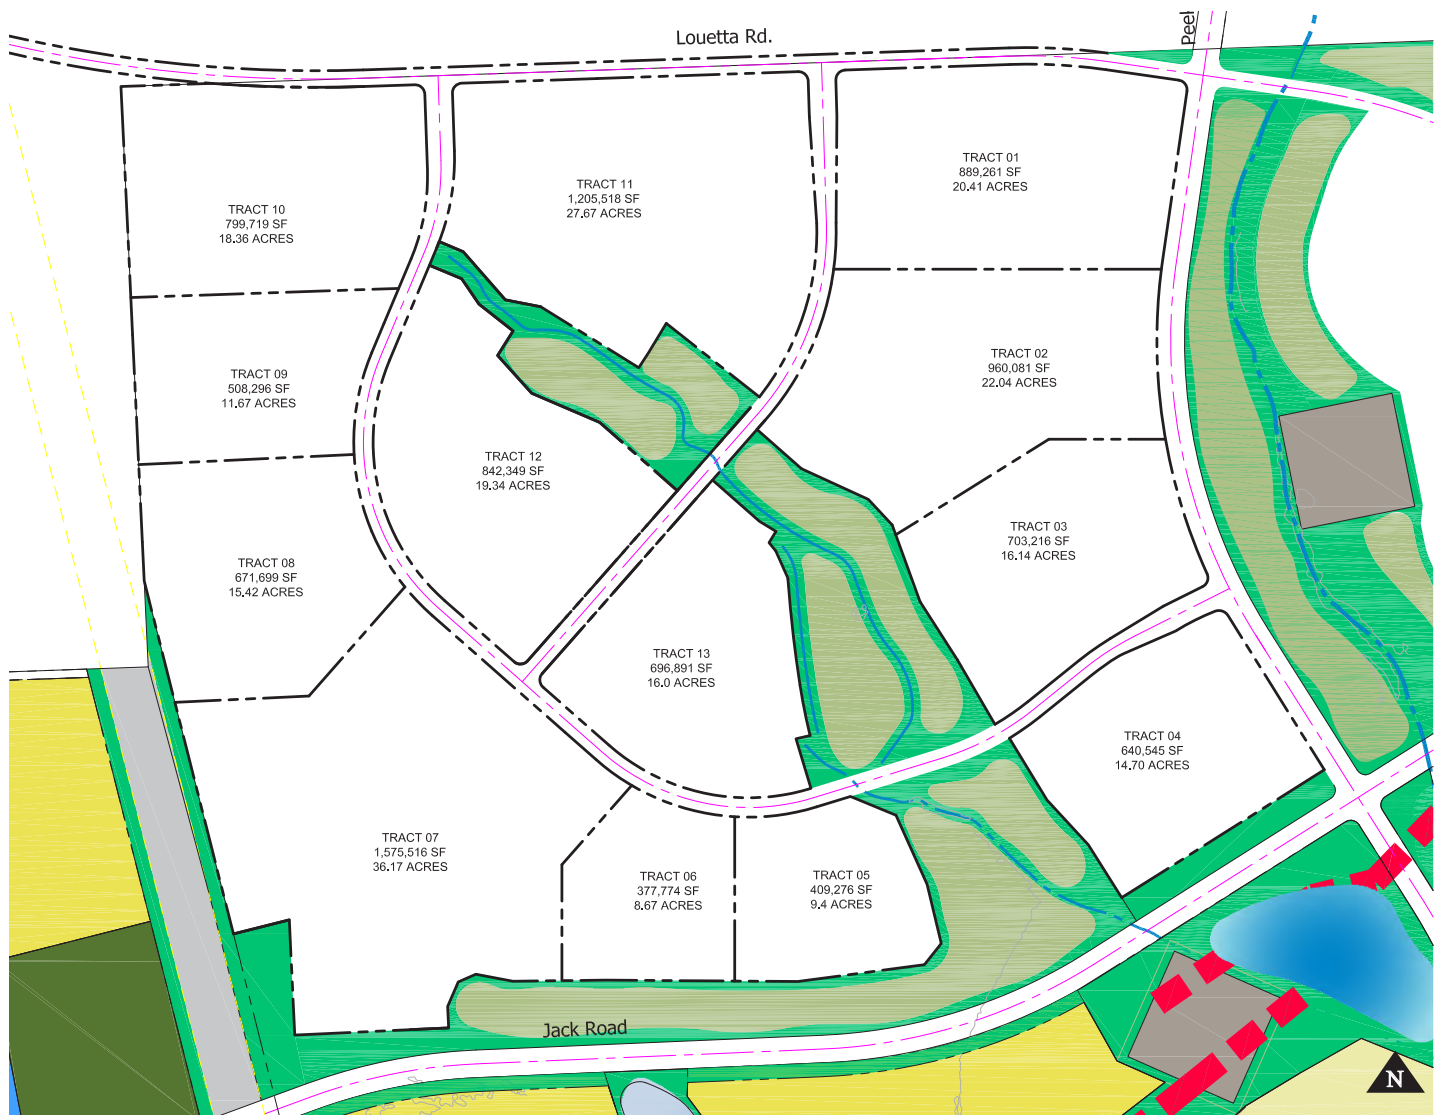 Louetta Rd.
Peel
TRACT 01
889,261 SF
20.41 ACRES
TRACT 11
1,205,518 SF
27.67 ACRES
TRACT 10
799,719 SF
18.36 ACRES
TRACT 02
960,081 SF
22.04 ACRES
TRACT 09
508,296 SF
11.67 ACRES
TRACT 12
842,349 SF
19.34 ACRES
TRACT 03
703,216 SF
16.14 ACRES
TRACT 08
671,699 SF
15.42 ACRES
TRACT 13
696,891 SF
16.0 ACRES
TRACT 04
640,545 SF
14.70 ACRES
TRACT 07
1,575,516 SF
36.17 ACRES
TRACT 06
377,774 SF
8.67 ACRES
TRACT 05
409,276 SF
9.4 ACRES
Jack Road
N